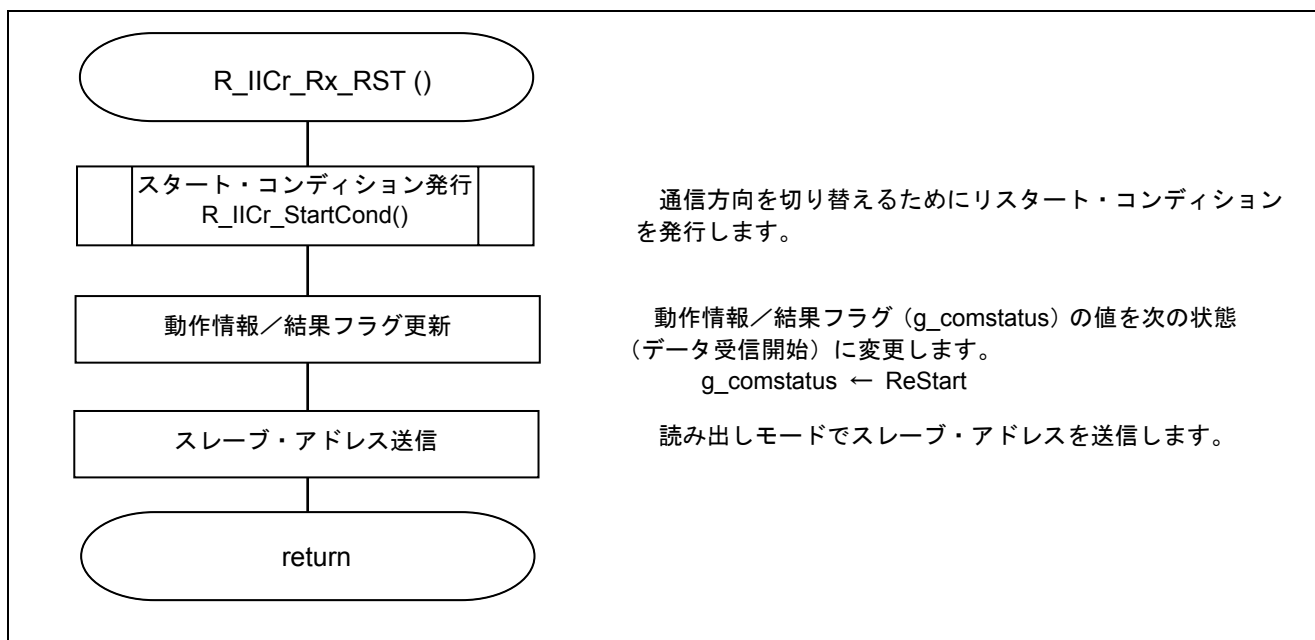 R_IICr_Rx_RST ()
スタート・コンディション発行
R_IICr_StartCond()
通信方向を切り替えるためにリスタート・コンディション
を発行します。
動作情報／結果フラグ更新
動作情報／結果フラグ（g_comstatus）の値を次の状態
（データ受信開始）に変更します。
g_comstatus ← ReStart
スレーブ・アドレス送信
読み出しモードでスレーブ・アドレスを送信します。
return